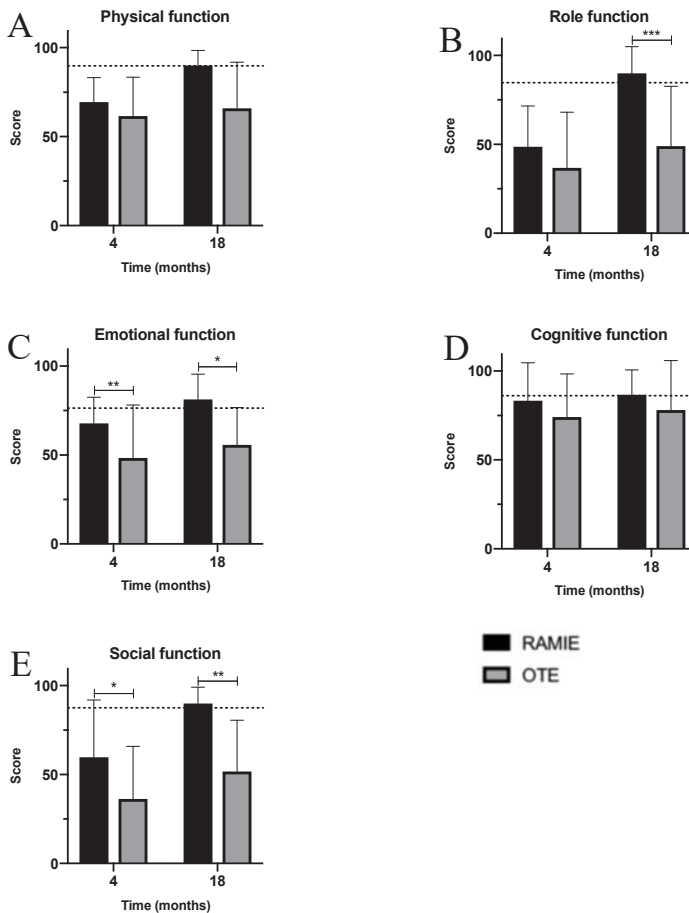 A
Physical function
100
50
0
Score
4
18
Time (months)
B
Role function
***
100
50
0
Score
4
18
Time (months)
C
Emotional function
**
*
100
50
0
Score
4
18
Time (months)
D
Cognitive function
100
50
0
Score
4
18
Time (months)
E
Social function
*
**
100
50
0
Score
4
18
Time (months)
RAMIE
OTE